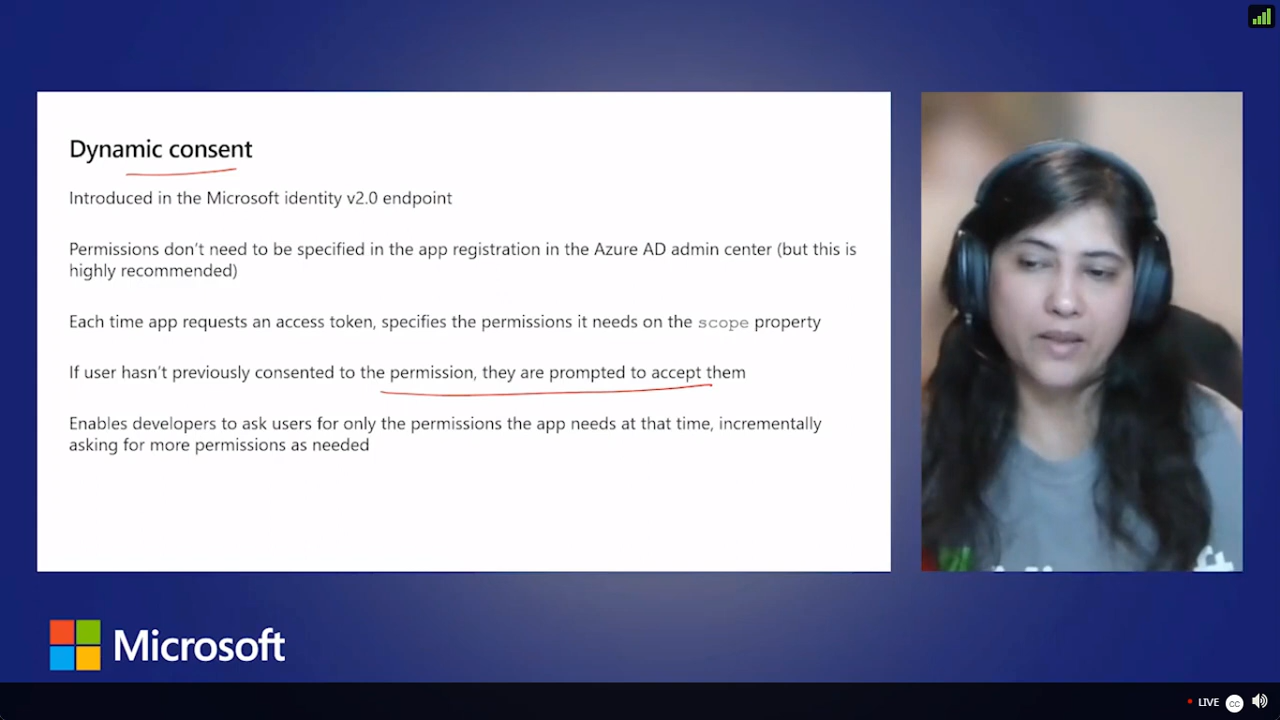 Dynamic consent
Introduced in the Microsoft identity v2.0 endpoint
Permissions don't need to be specified in the app registration in the Azure AD admin center (but this is
highly recommended)
Each time app requests an access token, specifies the permissions it needs on the scope property
If user hasn't previously consented to the permission, they are prompted to accept them
Enables developers to ask users for only the permissions the app needs at that time, incrementally
asking for more permissions as needed
Microsoft
LIVE
CC